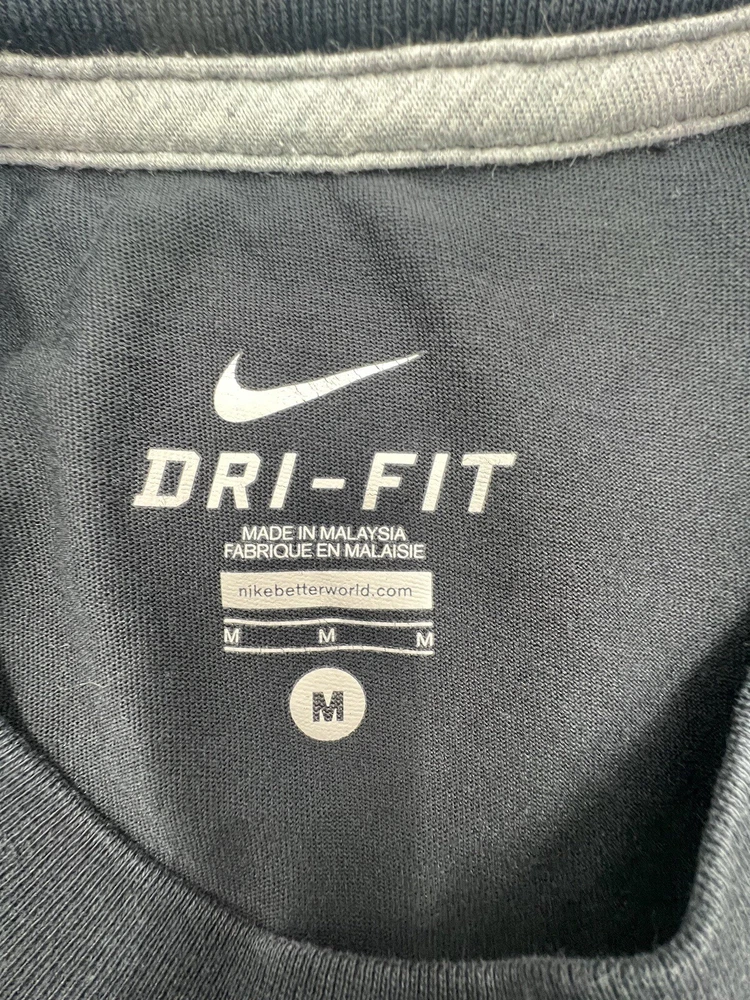 DRI-FIT
MADE IN MALAYSIA
FABRIQUE EN MALAISIE
nikebetterworld.com
M M M
M